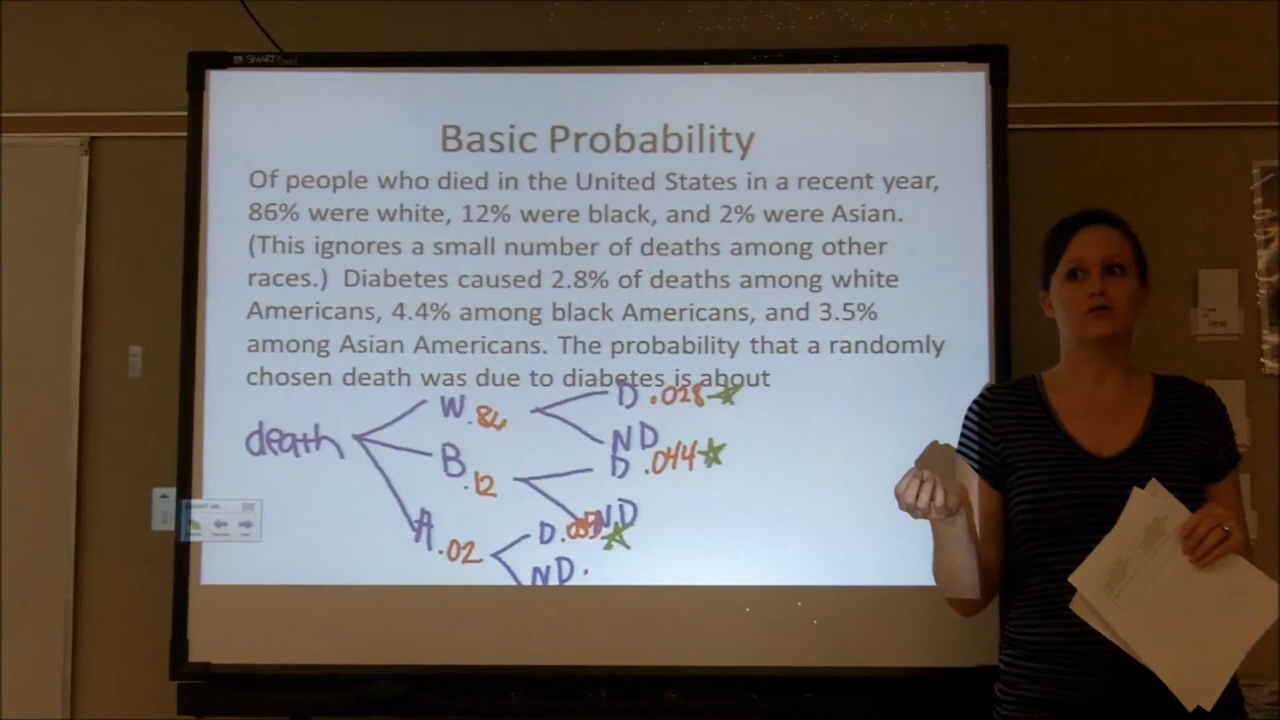 SMART Board
Basic Probability
Of people who died in the United States in a recent year,
86% were white, 12% were black, and 2% were Asian.
(This ignores a small number of deaths among other
races.) Diabetes caused 2.8% of deaths among white
Americans, 4.4% among black Americans, and 3.5%
among Asian Americans. The probability that a randomly
chosen death was due to diabetes is about
death
W .86
D .028
ND
B .12
D .044
ND
A .02
D .035
ND.